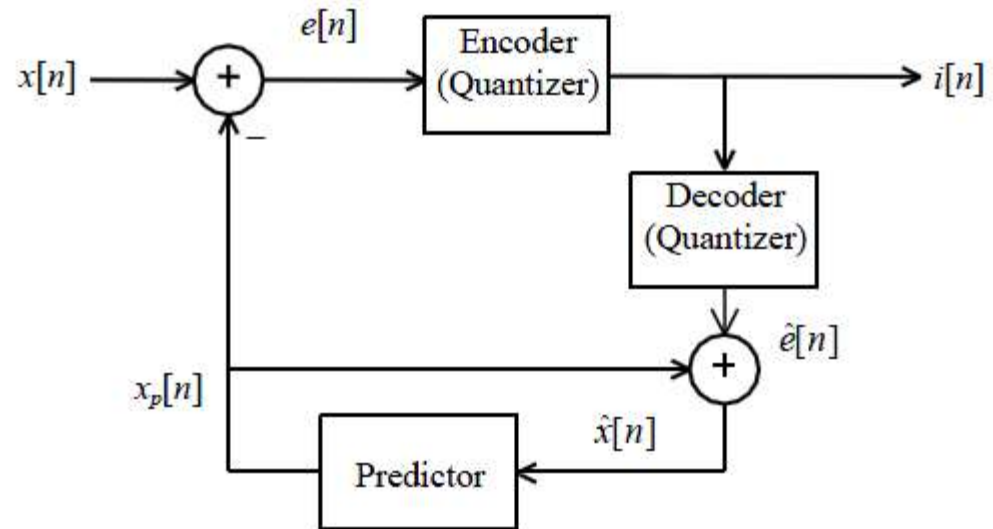 e[n]
x[n]
+
−
Encoder
(Quantizer)
i[n]
Decoder
(Quantizer)
ê[n]
+
x_p[n]
x̂[n]
Predictor